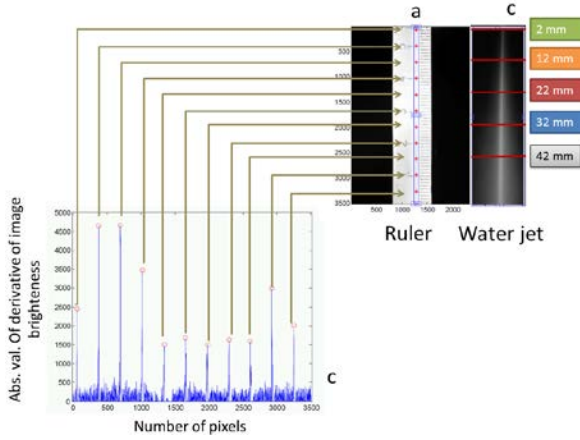 a
c
500
1000
1500
2000
2500
3000
3500
500 1000 1500 2000
2 mm
12 mm
22 mm
32 mm
42 mm
Ruler
Water jet
Abs. val. Of derivative of image
brighteness
5000
4500
4000
3500
3000
2500
2000
1500
1000
500
0
0 500 1000 1500 2000 2500 3000 3500
c
Number of pixels